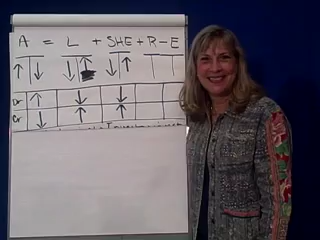 A = L + SHE + R - E
↑ ↓ ↓ ↑ ↓ ↑
Dr ↑ ↓ ↓
Cr ↓ ↑ ↑